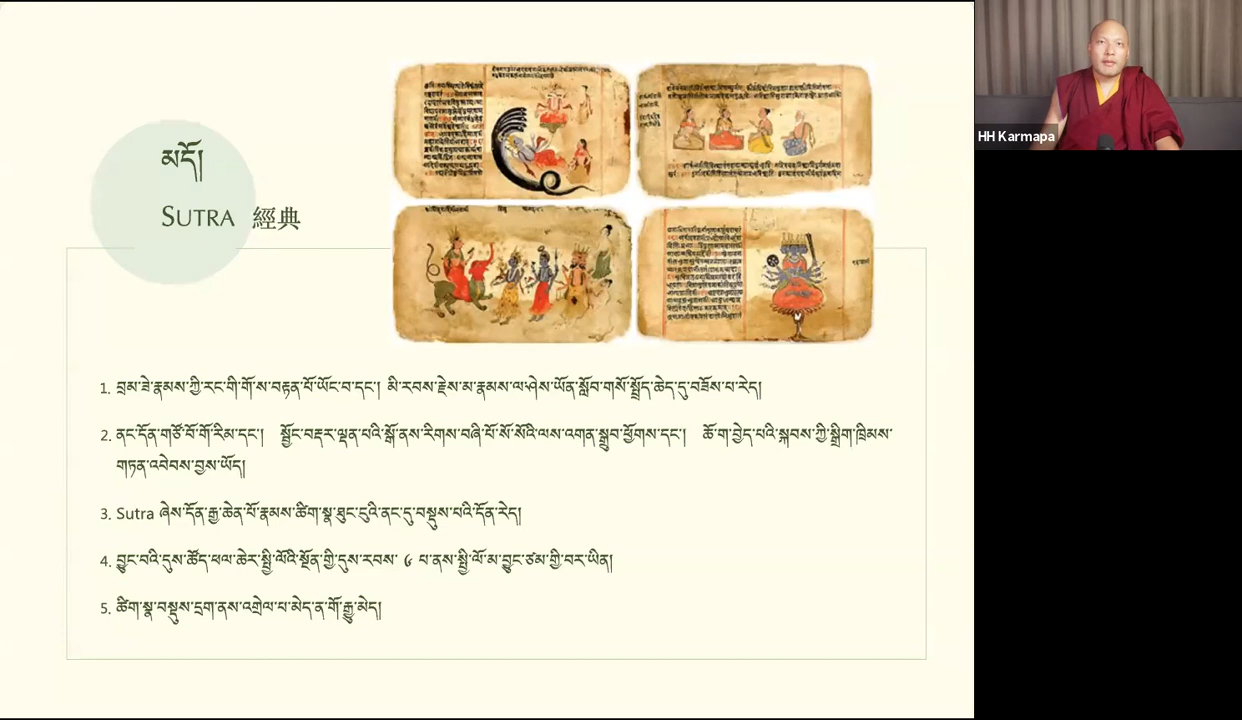 མདོ།
SUTRA 經典
HH Karmapa
1. བྲམ་ཟེ་རྣམས་ཀྱི་རང་གི་གོ་ས་བརྟན་པོ་ཡོང་བ་དང་། མི་རབས་རྗེས་མ་རྣམས་ལ་ཤེས་ཡོན་སློབ་གསོ་སྤྲོད་ཆེད་དུ་བཟོས་པ་རེད།
2. ནང་དོན་གཙོ་བོ་གོ་རིམ་དང་། སྦྱོང་བརྡར་ལྡན་པའི་སྒོ་ནས་རིགས་བཞི་པོ་སོ་སོའི་ལས་འགན་སྒྲུབ་ཕྱོགས་དང་། ཆོ་ག་བྱེད་པའི་སྐབས་ཀྱི་སྒྲིག་ཁྲིམས་
གཏན་འབེབས་བྱས་ཡོད།
3. Sutra ཞེས་དོན་རྒྱ་ཆེན་པོ་རྣམས་ཚིག་སྣ་ཐུང་ངུའི་ནང་དུ་བསྡུས་པའི་དོན་རེད།
4. བྱུང་བའི་དུས་ཚོད་ཕལ་ཆེར་སྤྱི་ལོའི་སྔོན་གྱི་དུས་རབས་ ༦ པ་ནས་སྤྱི་ལོ་མ་བྱུང་ཙམ་གྱི་བར་ཡིན།
5. ཚིག་སྣ་བསྡུས་དྲག་ནས་འགྲེལ་པ་མེད་ན་གོ་རྒྱུ་མེད།